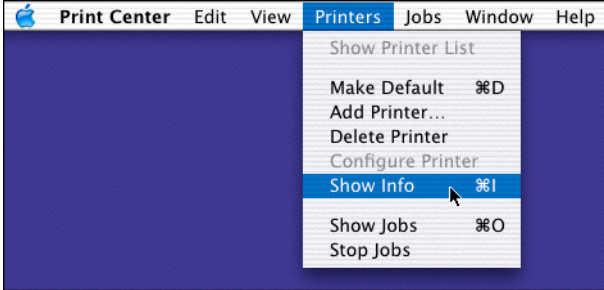 Print Center Edit View Printers Jobs Window Help
Show Printer List
Make Default ⌘D
Add Printer...
Delete Printer
Configure Printer
Show Info ⌘I
Show Jobs ⌘O
Stop Jobs